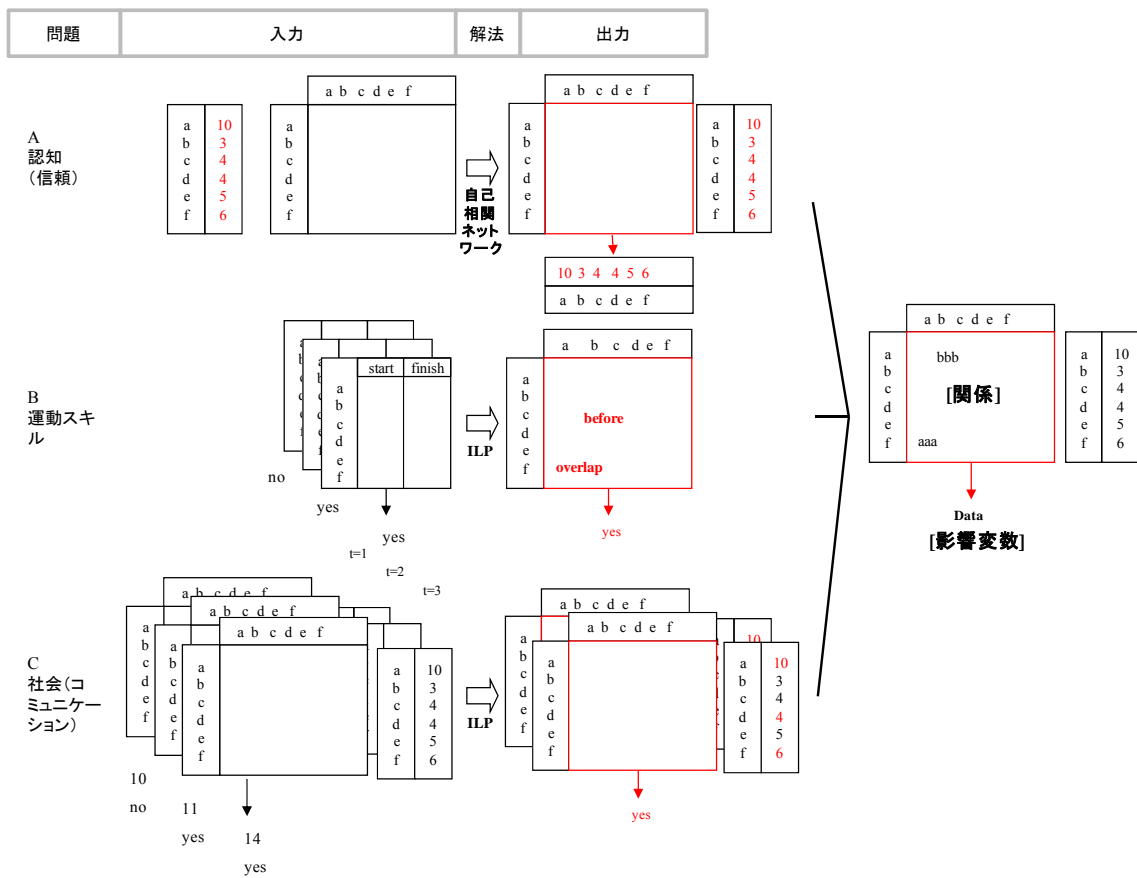 問題 入力 解法 出力
A
認知
(信頼)
a 10
b 3
c 4
d 4
e 5
f 6
a b c d e f
a
b
c
d
e
f
自己
相関
ネット
ワーク
a b c d e f
a
b
c
d
e
f
a 10
b 3
c 4
d 4
e 5
f 6
10 3 4 4 5 6
a b c d e f
B
運動スキ
ル
start finish
a
b
c
d
e
f
no
yes
yes
ILP
a b c d e f
a
b
c
d
e
f
before
overlap
yes
t=1
t=2
t=3
C
社会(コ
ミュニケー
ション)
a b c d e f
a b c d e f
a b c d e f
a
b
c
d
e
f
a
b
c
d
e
f
a
b
c
d
e
f
a 10
b 3
c 4
d 4
e 5
f 6
10
no
11
yes
14
yes
ILP
a b c d e f
a b c d e f
a
b
c
d
e
f
a
b
c
d
e
f
10
a 10
b 3
c 4
d 4
e 5
f 6
yes
a b c d e f
a
b
c
d
e
f
bbb
[関係]
aaa
a 10
b 3
c 4
d 4
e 5
f 6
Data
[影響変数]